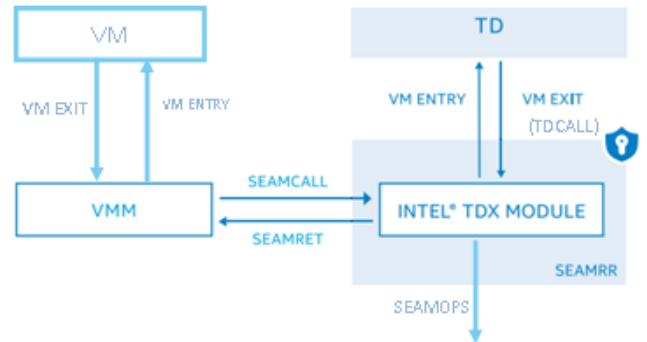 VM
TD
VM EXIT
VM ENTRY
VM ENTRY
VM EXIT
(TDCALL)
SEAMCALL
VMM
INTEL® TDX MODULE
SEAMRET
SEAMRR
SEAMOPS